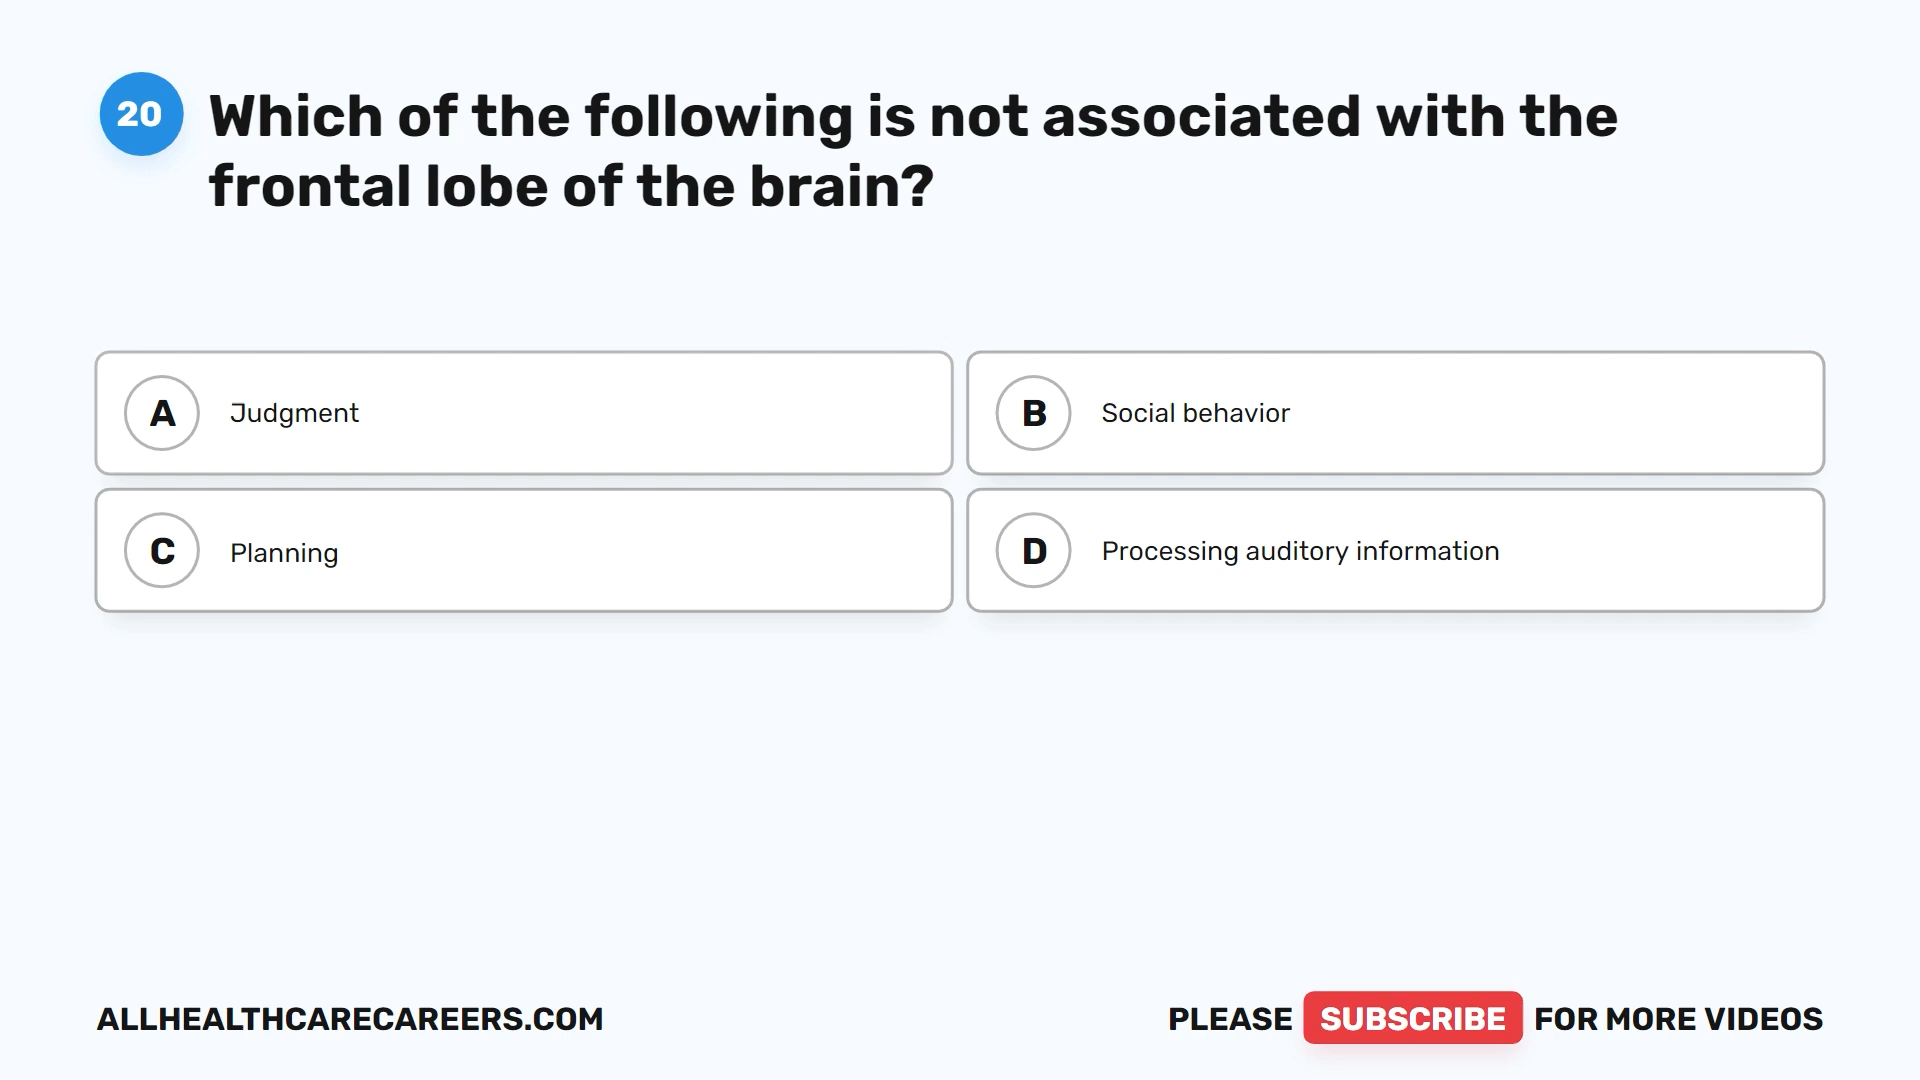 20
Which of the following is not associated with the
frontal lobe of the brain?
A Judgment
B Social behavior
C Planning
D Processing auditory information
ALLHEALTHCARECAREERS.COM
PLEASE SUBSCRIBE FOR MORE VIDEOS